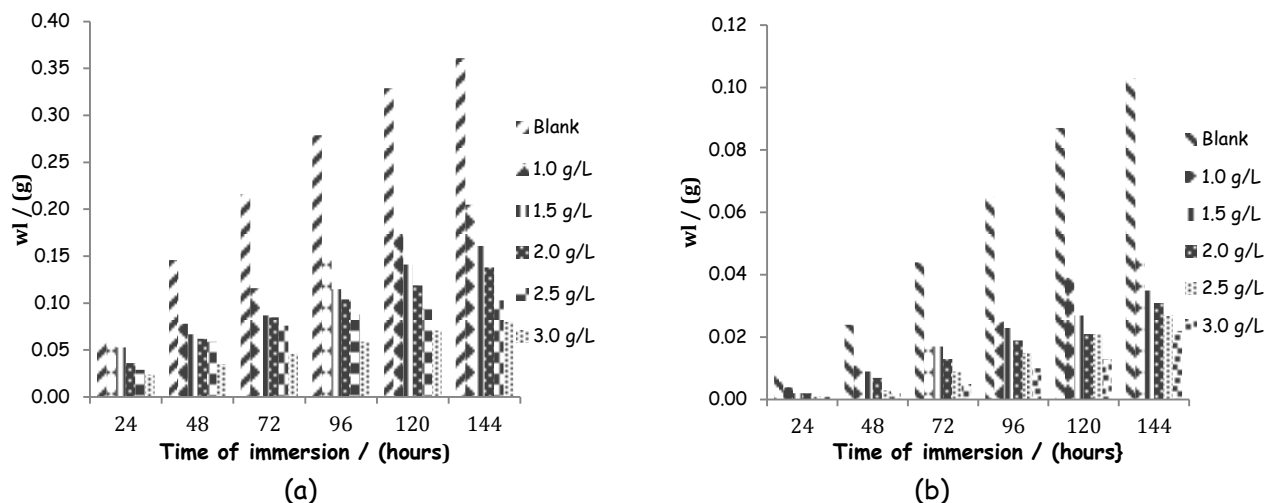 0.40
0.35
0.30
0.25
0.20
0.15
0.10
0.05
0.00
wl / (g)
24 48 72 96 120 144
Time of immersion / (hours)
Blank
1.0 g/L
1.5 g/L
2.0 g/L
2.5 g/L
3.0 g/L
(a)
0.12
0.10
0.08
0.06
0.04
0.02
0.00
wl / (g)
24 48 72 96 120 144
Time of immersion / (hours}
Blank
1.0 g/L
1.5 g/L
2.0 g/L
2.5 g/L
3.0 g/L
(b)